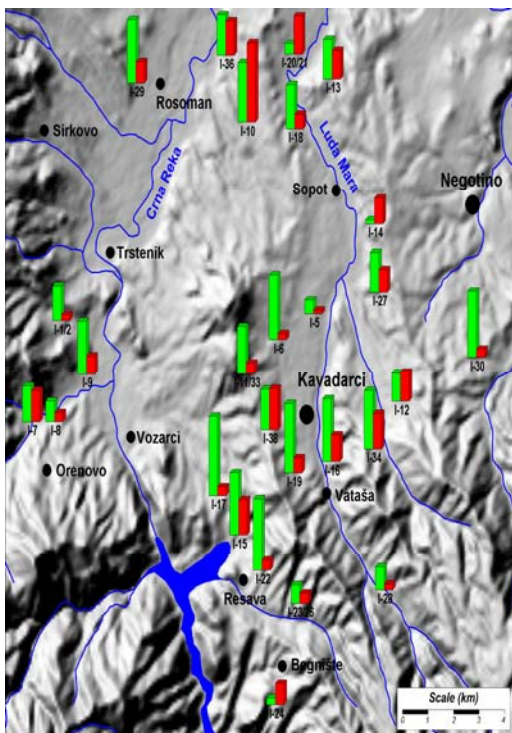 I-36
I-20/21
I-13
I-29
Rosoman
I-10
I-18
Sirkovo
Luda Mara
Crna Reka
Sopot
Negotino
I-14
Trstenik
I-27
I-1/2
I-5
I-6
I-9
I-11/33
I-30
Kavadarci
I-12
I-7
I-8
I-38
I-34
Vozarci
I-16
I-19
Orenovo
I-17
Vataša
I-15
I-22
Resava
I-28
Begnište
I-24
Scale (km)
0 1 2 3 4